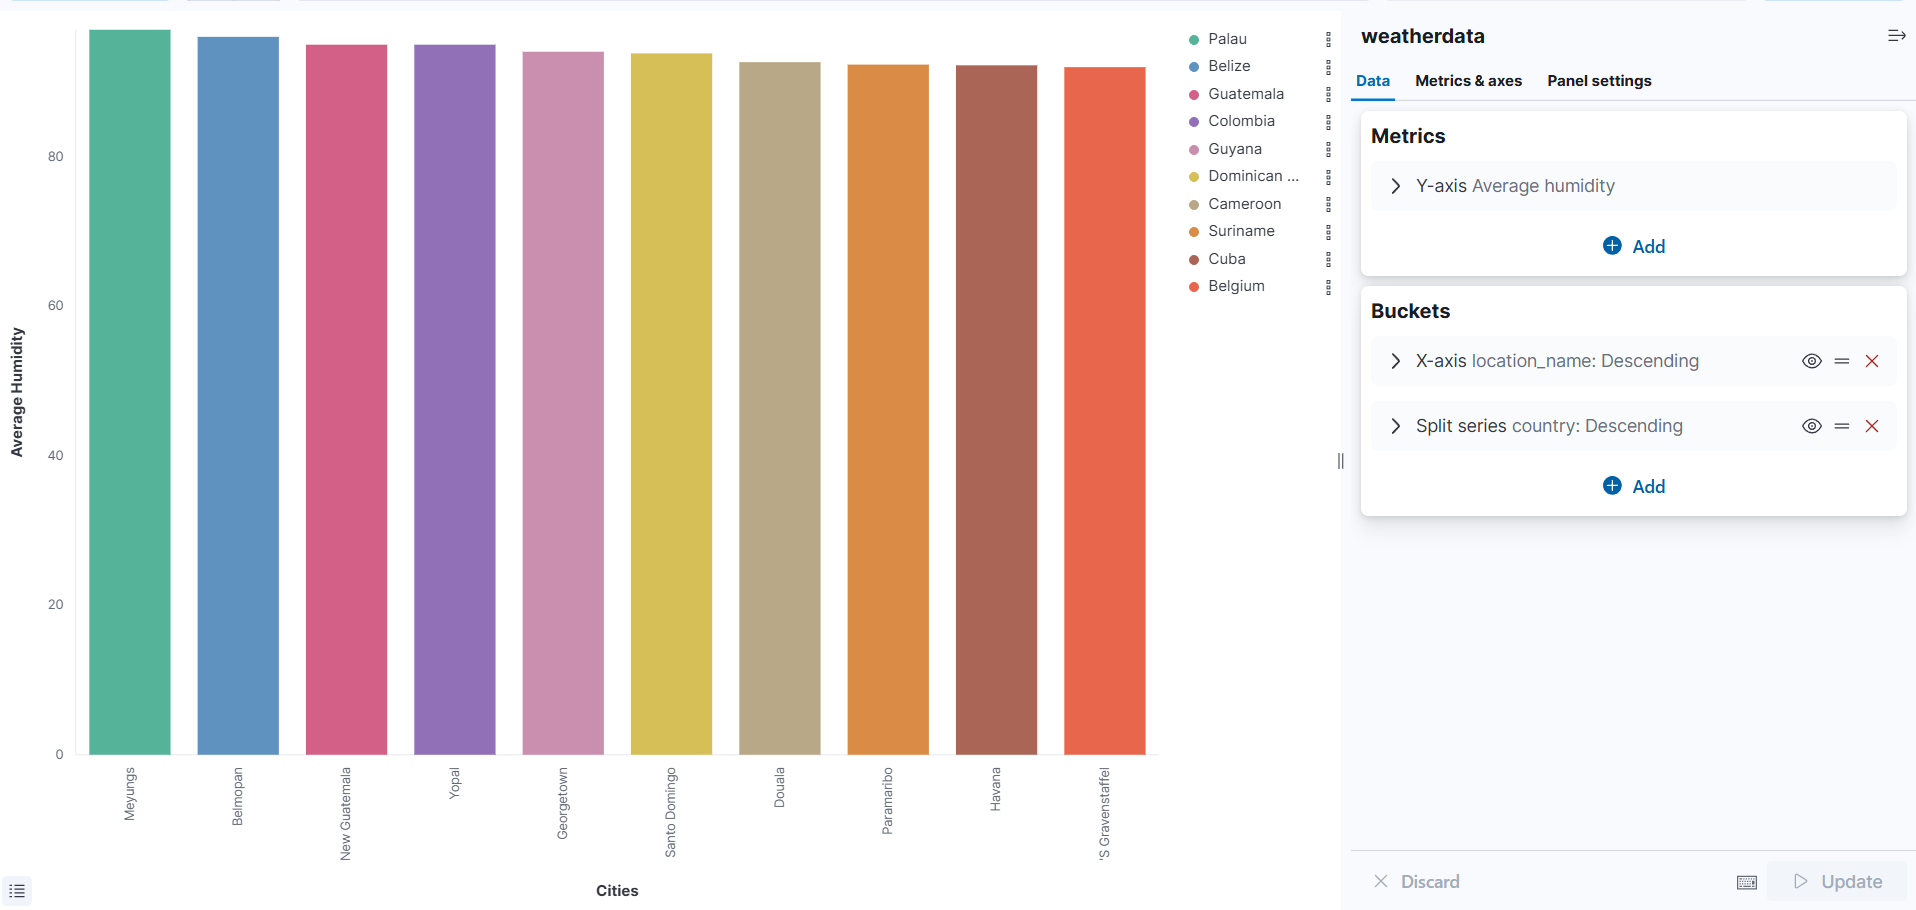 80
60
40
20
0
Average Humidity
Meyungs
Belmopan
New Guatemala
Yopal
Georgetown
Santo Domingo
Douala
Paramaribo
Havana
'S Gravenstaffel
Cities
Palau
Belize
Guatemala
Colombia
Guyana
Dominican ...
Cameroon
Suriname
Cuba
Belgium
weatherdata
Data Metrics & axes Panel settings
Metrics
Y-axis Average humidity
Add
Buckets
X-axis location_name: Descending
Split series country: Descending
Add
Discard Update